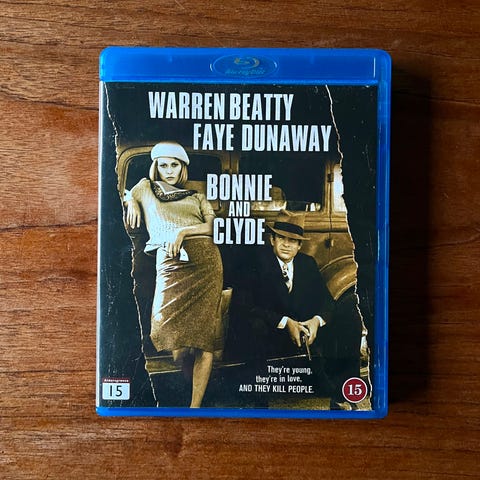 Blu-ray Disc
WARREN BEATTY
FAYE DUNAWAY
BONNIE
AND
CLYDE
They're young,
they're in love,
AND THEY KILL PEOPLE.
Aldersgrense
15
15